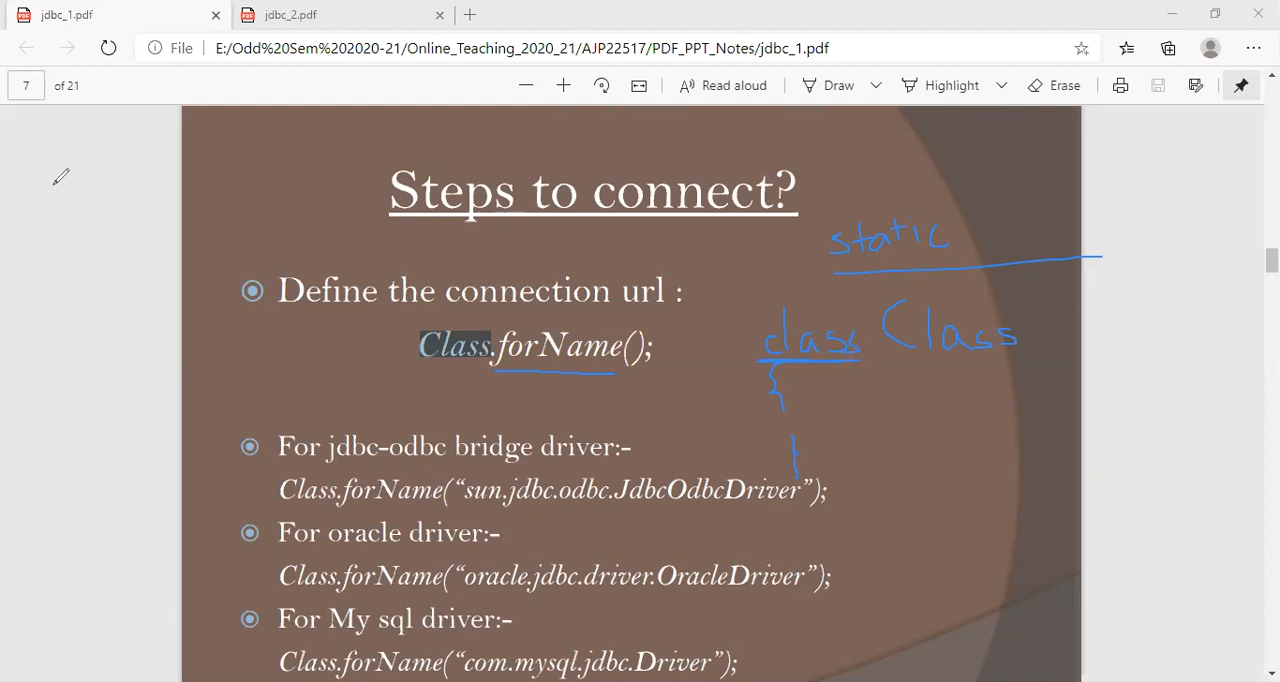 jdbc_1.pdf
jdbc_2.pdf
File E:/Odd%20Sem%202020-21/Online_Teaching_2020_21/AJP22517/PDF_PPT_Notes/jdbc_1.pdf
7 of 21 Read aloud Draw Highlight Erase
Steps to connect?
static
Define the connection url :
class Class
Class.forName();
{
}
For jdbc-odbc bridge driver:-
Class.forName(“sun.jdbc.odbc.JdbcOdbcDriver”);
For oracle driver:-
Class.forName(“oracle.jdbc.driver.OracleDriver”);
For My sql driver:-
Class.forName(“com.mysql.jdbc.Driver”);